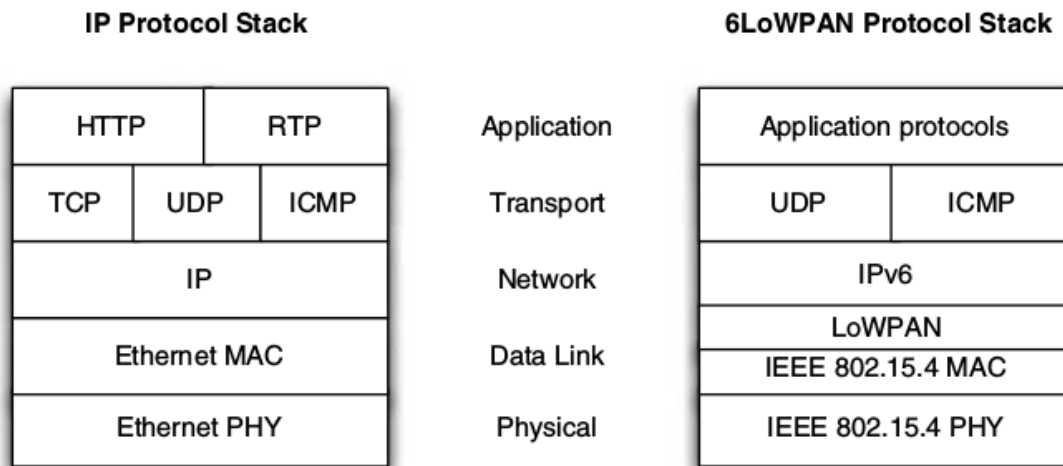 IP Protocol Stack 6LoWPAN Protocol Stack
HTTP RTP Application Application protocols
TCP UDP ICMP Transport UDP ICMP
IP Network IPv6
LoWPAN
Ethernet MAC Data Link IEEE 802.15.4 MAC
Ethernet PHY Physical IEEE 802.15.4 PHY